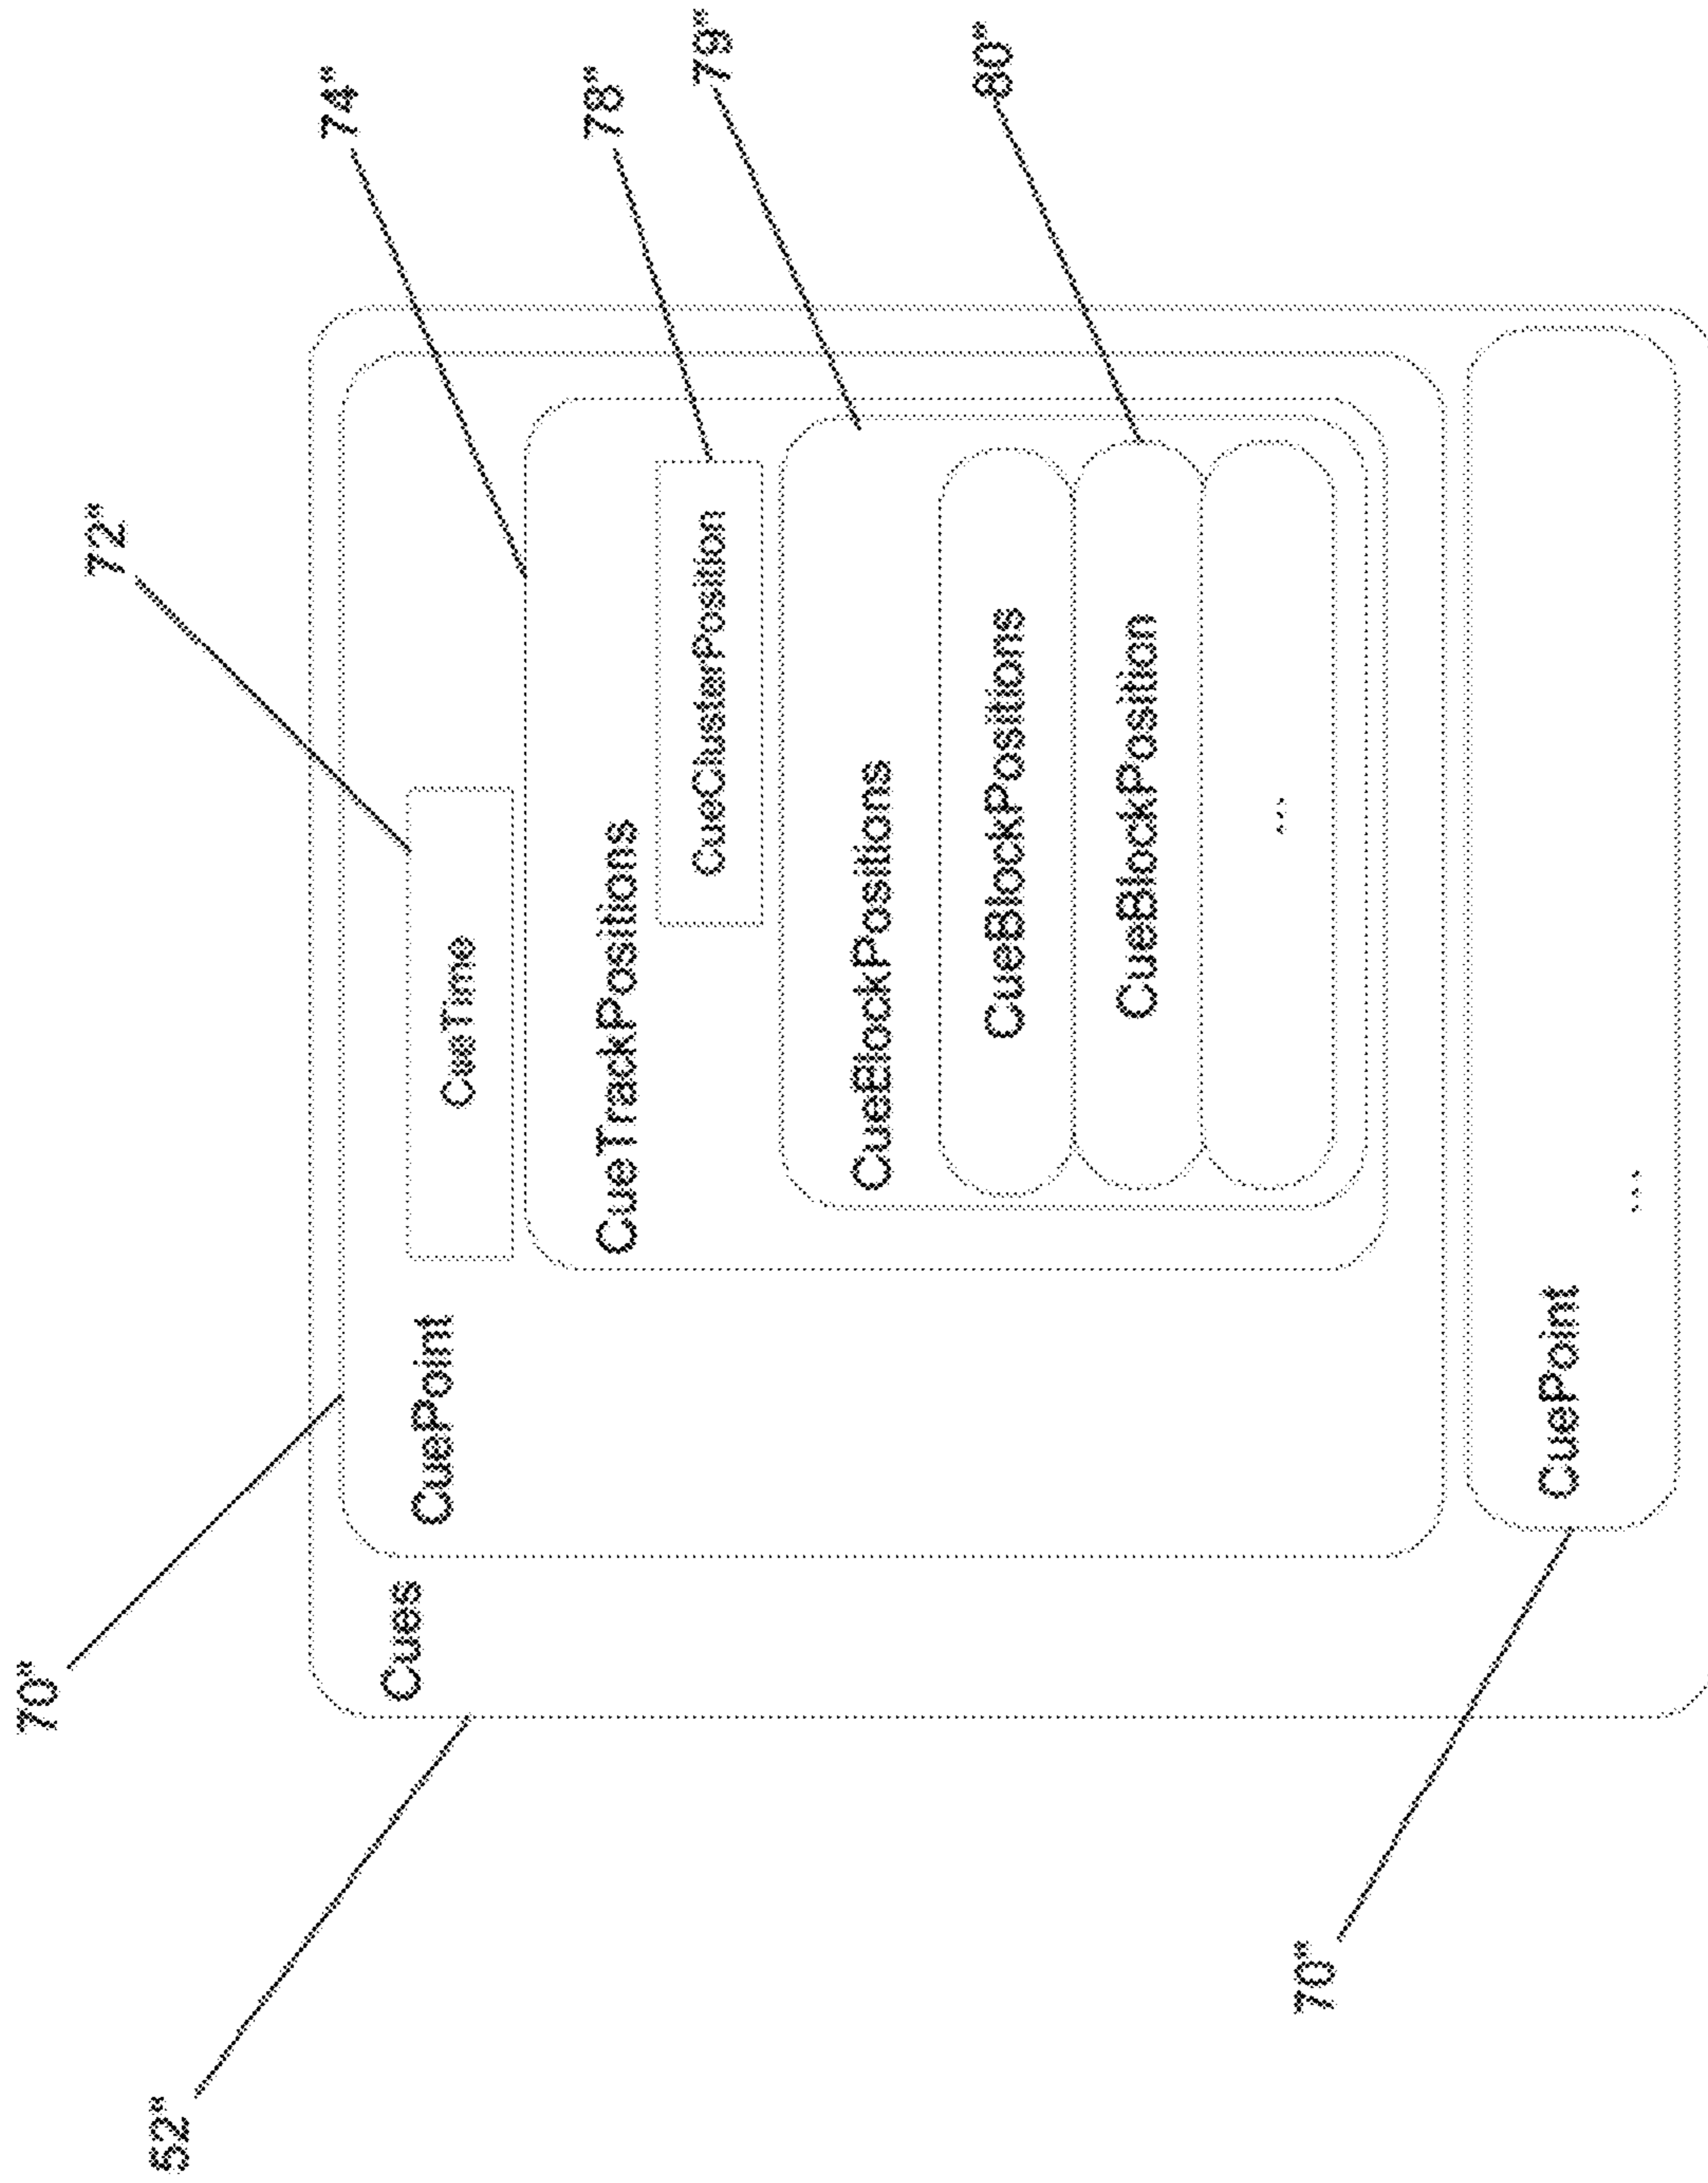 70"
72"
52"
74"
Cues
CuePoint
CueTime
CueTrackPositions
78"
CueClusterPosition
79"
CueBlockPositions
CueBlockPositions
80"
CueBlockPosition
...
70"
CuePoint
...